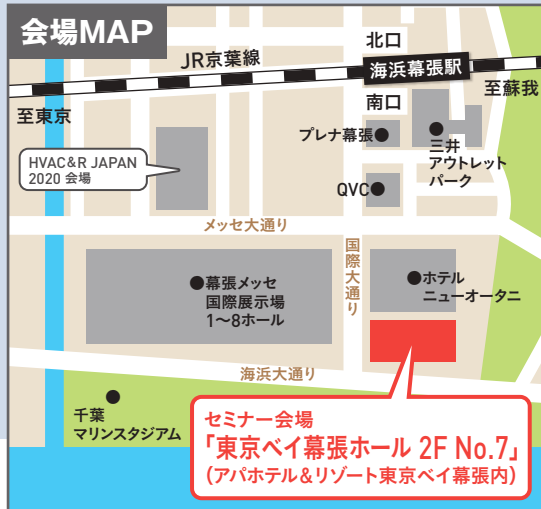 会場MAP
北口
JR京葉線
海浜幕張駅
至蘇我
至東京
南口
プレナ幕張
三井
アウトレット
パーク
HVAC&R JAPAN
2020 会場
QVC
メッセ大通り
国際大通り
幕張メッセ
国際展示場
1〜8ホール
ホテル
ニューオータニ
海浜大通り
千葉
マリンスタジアム
セミナー会場
「東京ベイ幕張ホール 2F No.7」
(アパホテル&リゾート東京ベイ幕張内)